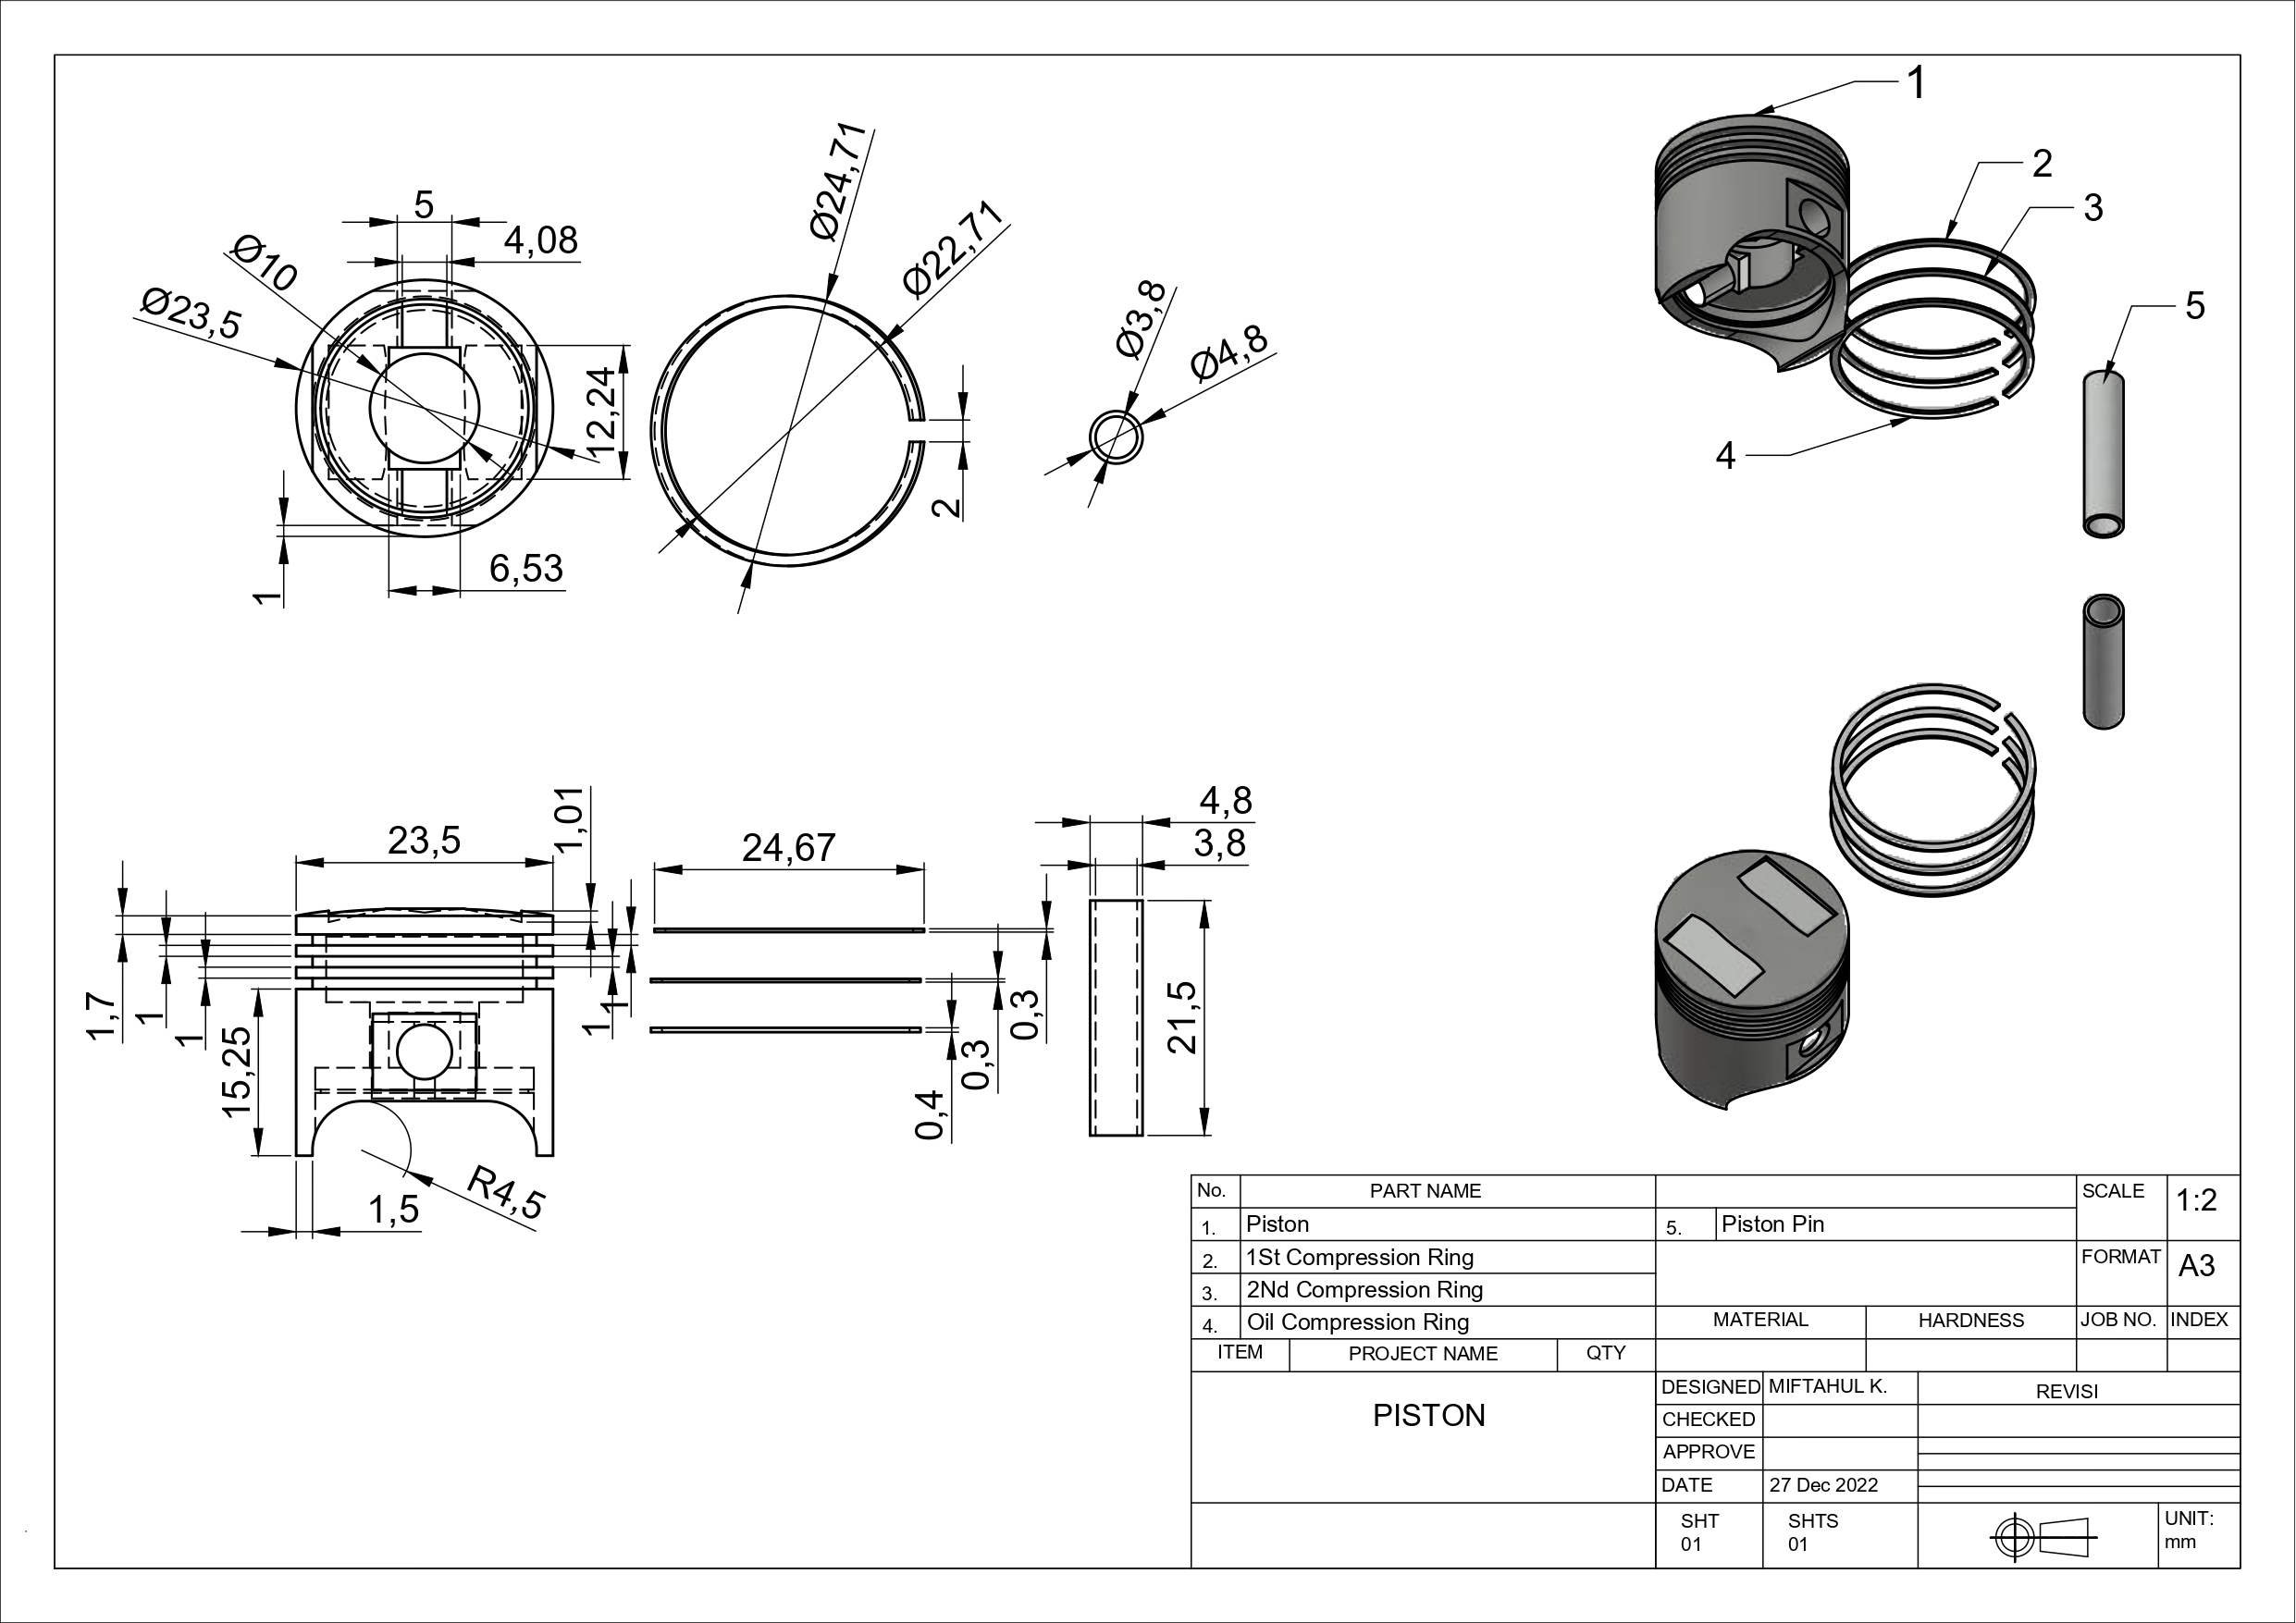 1
2
3
5
4
5
4,08
Ø10
Ø23,5
12,24
1
6,53
Ø24,71
Ø22,71
2
Ø3,8
Ø4,8
23,5
1,01
1,7
1
1
15,25
1
1
1,5
R4,5
24,67
0,3
0,3
0,4
4,8
3,8
21,5
No. PART NAME SCALE 1:2
1. Piston 5. Piston Pin
2. 1St Compression Ring FORMAT A3
3. 2Nd Compression Ring
4. Oil Compression Ring MATERIAL HARDNESS JOB NO. INDEX
ITEM PROJECT NAME QTY
PISTON
DESIGNED MIFTAHUL K. REVISI
CHECKED
APPROVE
DATE 27 Dec 2022
SHT SHTS UNIT:
01 01 mm